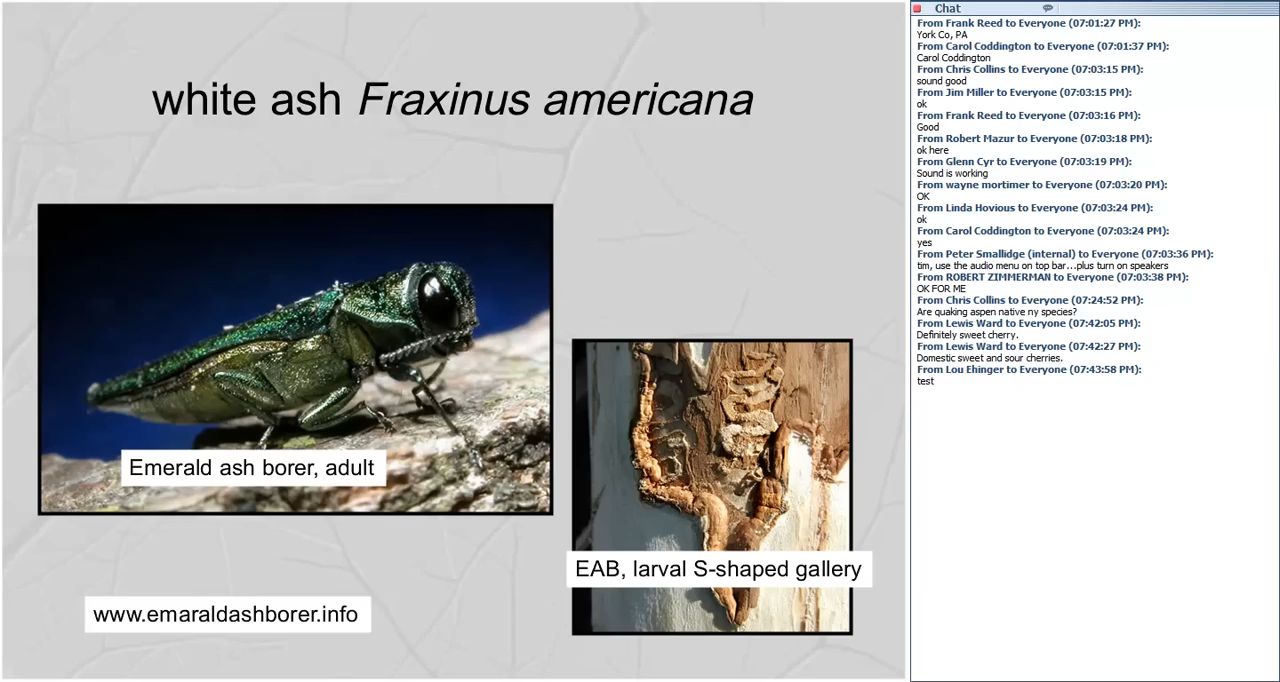 white ash Fraxinus americana
Emerald ash borer, adult
EAB, larval S-shaped gallery
www.emaraldashborer.info
Chat
From Frank Reed to Everyone (07:01:27 PM):
York Co, PA
From Carol Coddington to Everyone (07:01:37 PM):
Carol Coddington
From Chris Collins to Everyone (07:03:15 PM):
sound good
From Jim Miller to Everyone (07:03:15 PM):
ok
From Frank Reed to Everyone (07:03:16 PM):
Good
From Robert Mazur to Everyone (07:03:18 PM):
ok here
From Glenn Cyr to Everyone (07:03:19 PM):
Sound is working
From wayne mortimer to Everyone (07:03:20 PM):
OK
From Linda Hovious to Everyone (07:03:24 PM):
ok
From Carol Coddington to Everyone (07:03:24 PM):
yes
From Peter Smallidge (internal) to Everyone (07:03:36 PM):
tim, use the audio menu on top bar...plus turn on speakers
From ROBERT ZIMMERMAN to Everyone (07:03:38 PM):
OK FOR ME
From Chris Collins to Everyone (07:24:52 PM):
Are quaking aspen native ny species?
From Lewis Ward to Everyone (07:42:05 PM):
Definitely sweet cherry.
From Lewis Ward to Everyone (07:42:27 PM):
Domestic sweet and sour cherries.
From Lou Ehinger to Everyone (07:43:58 PM):
test